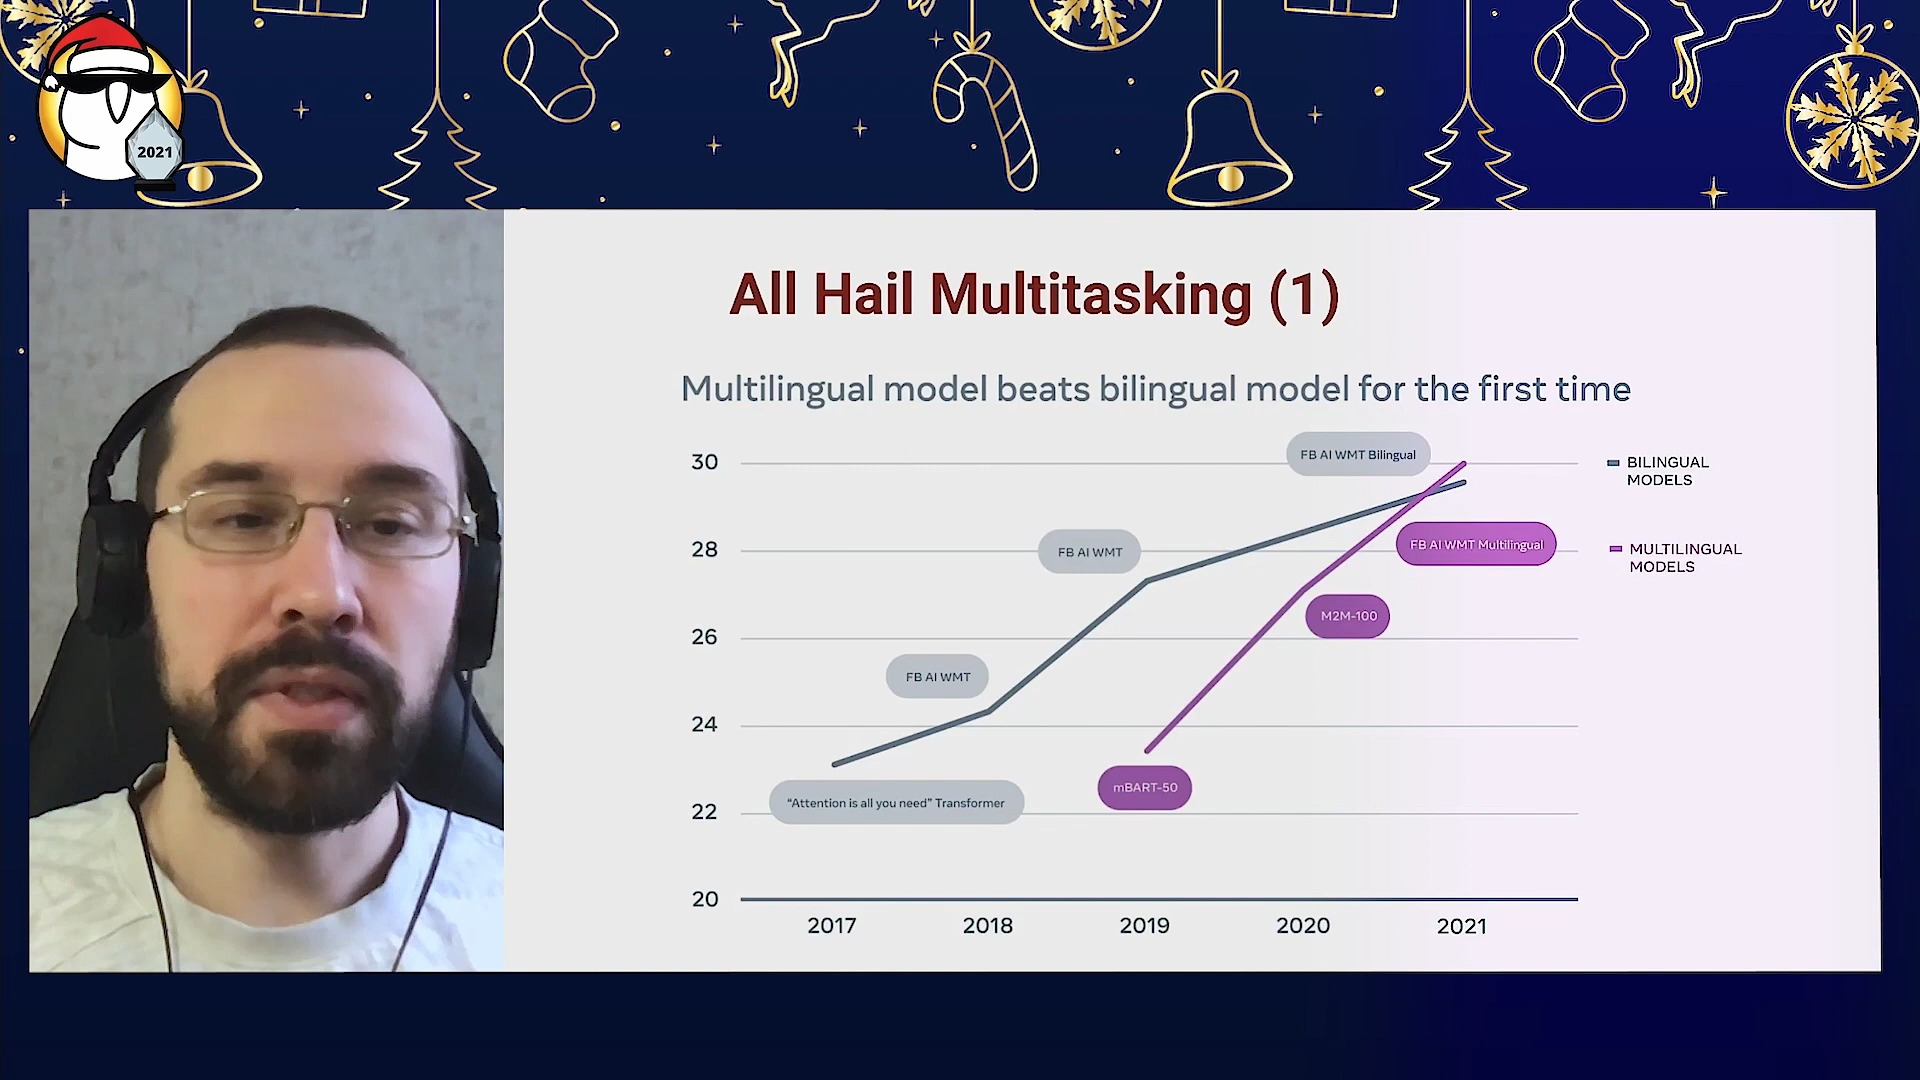 2021
All Hail Multitasking (1)
Multilingual model beats bilingual model for the first time
30
28
26
24
22
20
FB AI WMT Bilingual
FB AI WMT
FB AI WMT Multilingual
M2M-100
FB AI WMT
mBART-50
"Attention is all you need" Transformer
2017
2018
2019
2020
2021
BILINGUAL
MODELS
MULTILINGUAL
MODELS